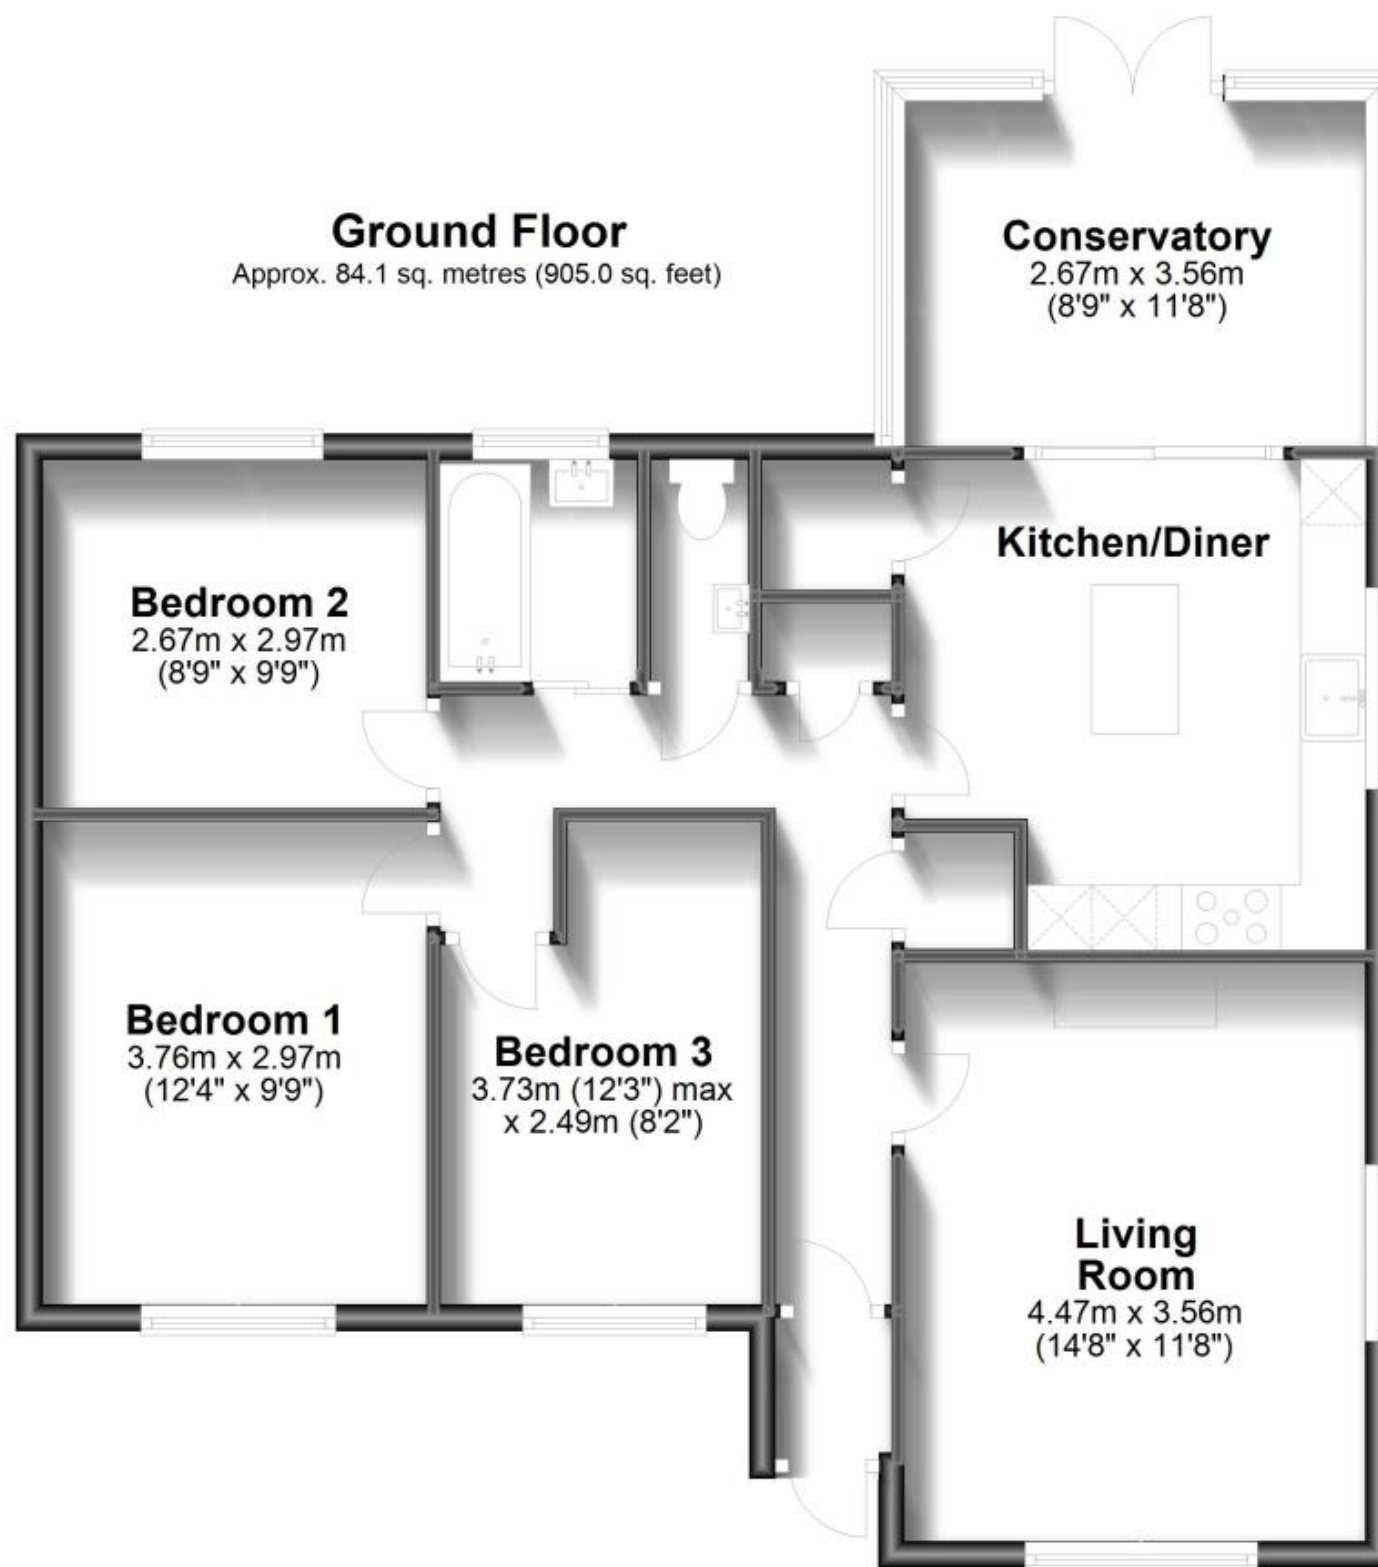 Ground Floor
Approx. 84.1 sq. metres (905.0 sq. feet)
Conservatory
2.67m x 3.56m
(8'9" x 11'8")
Kitchen/Diner
Bedroom 2
2.67m x 2.97m
(8'9" x 9'9")
Bedroom 1
3.76m x 2.97m
(12'4" x 9'9")
Bedroom 3
3.73m (12'3") max
x 2.49m (8'2")
Living
Room
4.47m x 3.56m
(14'8" x 11'8")